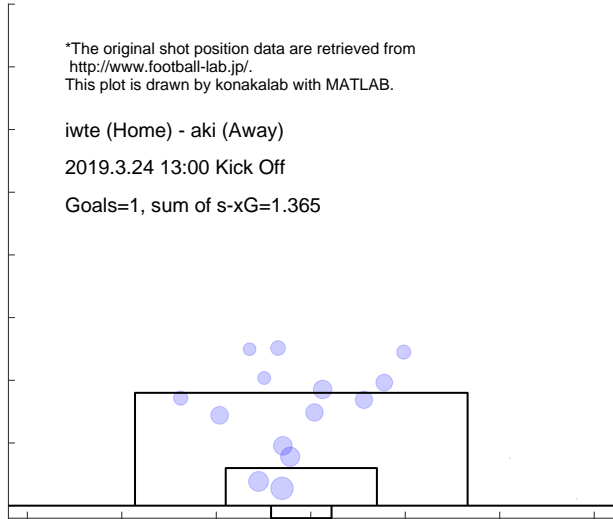 *The original shot position data are retrieved from
http://www.football-lab.jp/.
This plot is drawn by konakalab with MATLAB.
iwte (Home) - aki (Away)
2019.3.24 13:00 Kick Off
Goals=1, sum of s-xG=1.365